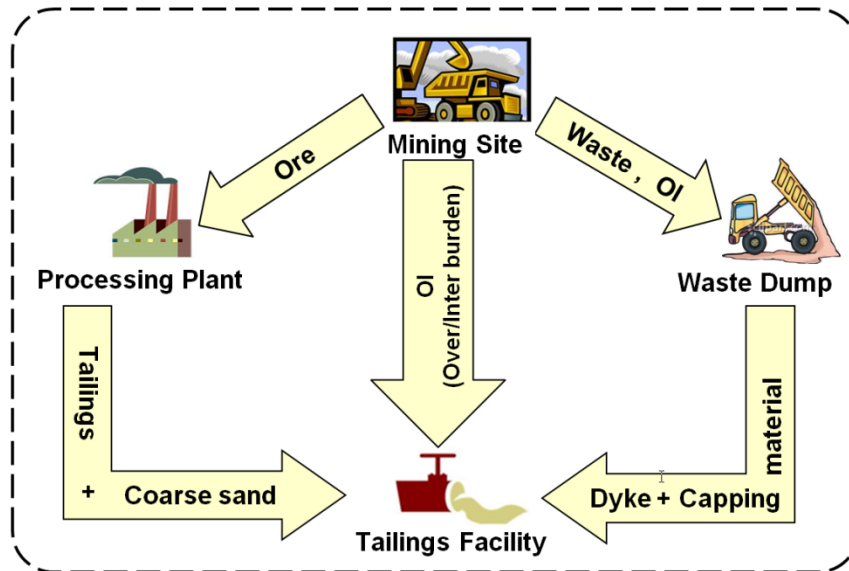 Mining Site
Ore
Waste , OI
OI
(Over/Inter burden)
Processing Plant
Waste Dump
Tailings
+ Coarse sand
material
Dyke + Capping
Tailings Facility